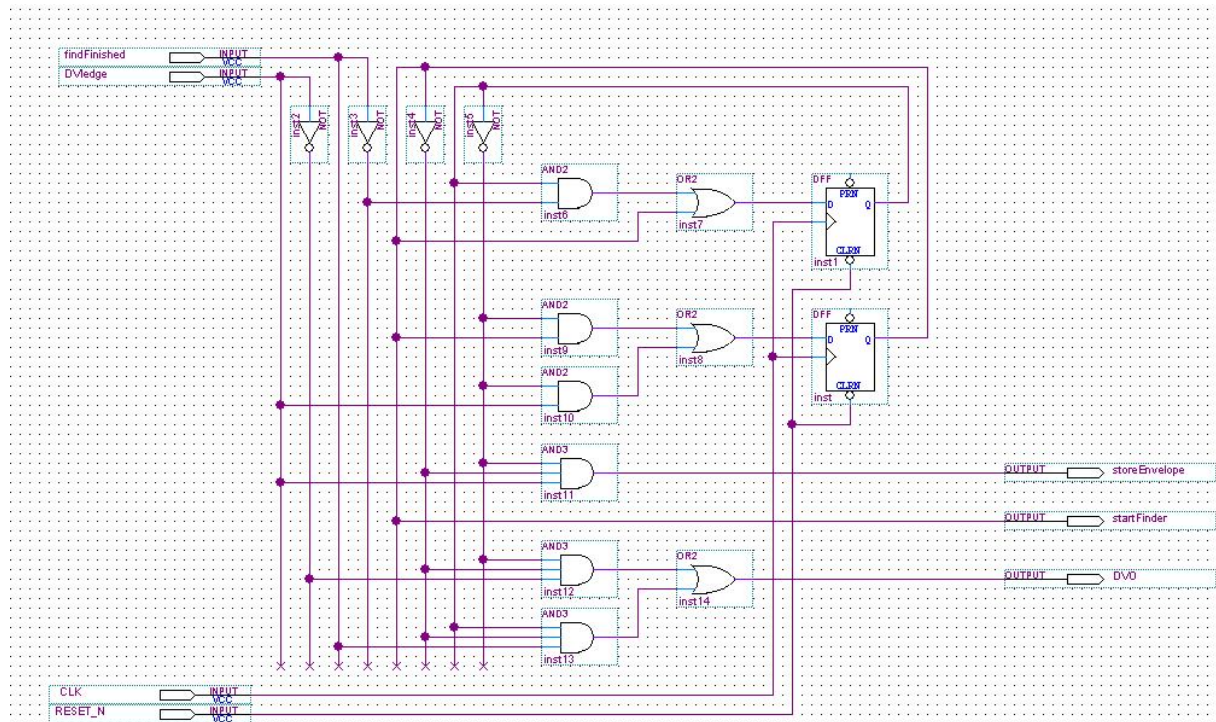 findFinished INPUT VCC
DVIedge INPUT VCC
inst2 NOT inst3 NOT inst4 NOT inst5 NOT
AND2 OR2 DFF
PRN
D Q
inst6 inst7
CLRN
inst1
AND2 OR2 DFF
PRN
D Q
inst9 inst8
AND2 CLRN
inst
inst10
AND3
OUTPUT storeEnvelope
inst11
OUTPUT startFinder
AND3 OR2
OUTPUT DVO
inst12 inst14
AND3
inst13
CLK INPUT VCC
RESET_N INPUT VCC